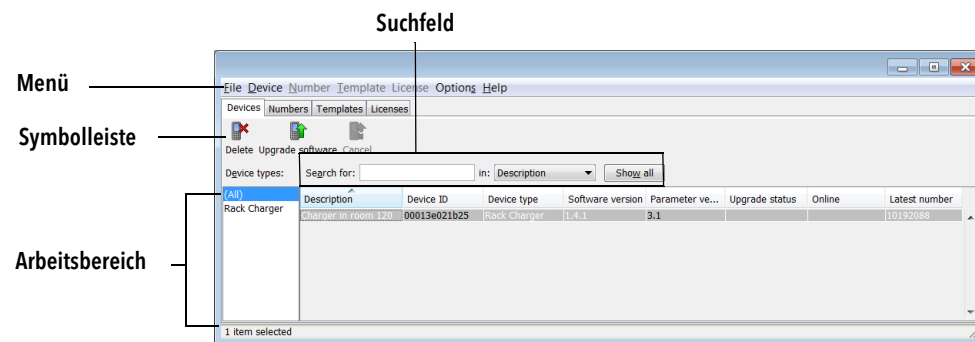 Suchfeld
Menü
File Device Number Template License Options Help
Devices Numbers Templates Licenses
Symbolleiste
Delete Upgrade software Cancel
Device types: Search for: in: Description Show all
(All)
Rack Charger
Description Device ID Device type Software version Parameter ve... Upgrade status Online Latest number
Charger in room 120 00013e021b25 Rack Charger 1.4.1 3.1 10192088
Arbeitsbereich
1 item selected